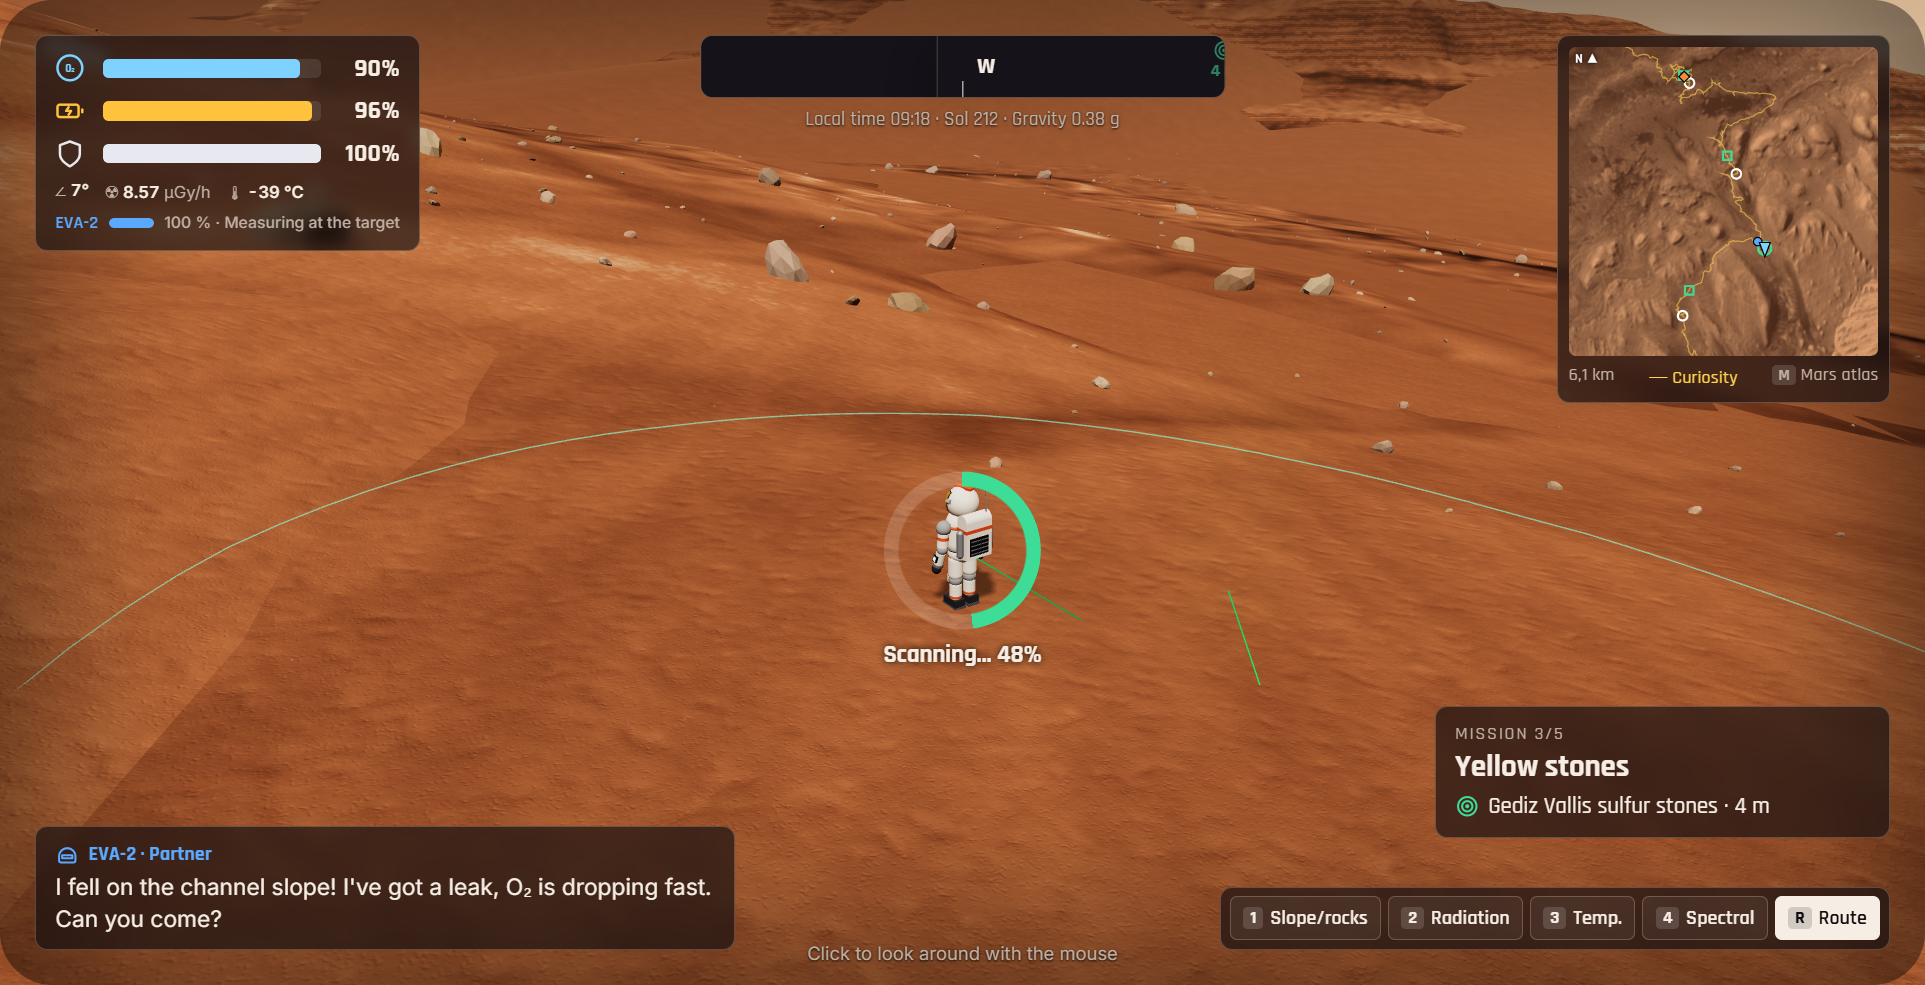 O₂ 90%
96%
100%
∠ 7° 8.57 µGy/h -39 °C
EVA-2 100 % · Measuring at the target
W
4
Local time 09:18 · Sol 212 · Gravity 0.38 g
N ▲
6,1 km — Curiosity M Mars atlas
Scanning... 48%
MISSION 3/5
Yellow stones
Gediz Vallis sulfur stones · 4 m
EVA-2 · Partner
I fell on the channel slope! I've got a leak, O₂ is dropping fast.
Can you come?
1 Slope/rocks 2 Radiation 3 Temp. 4 Spectral R Route
Click to look around with the mouse